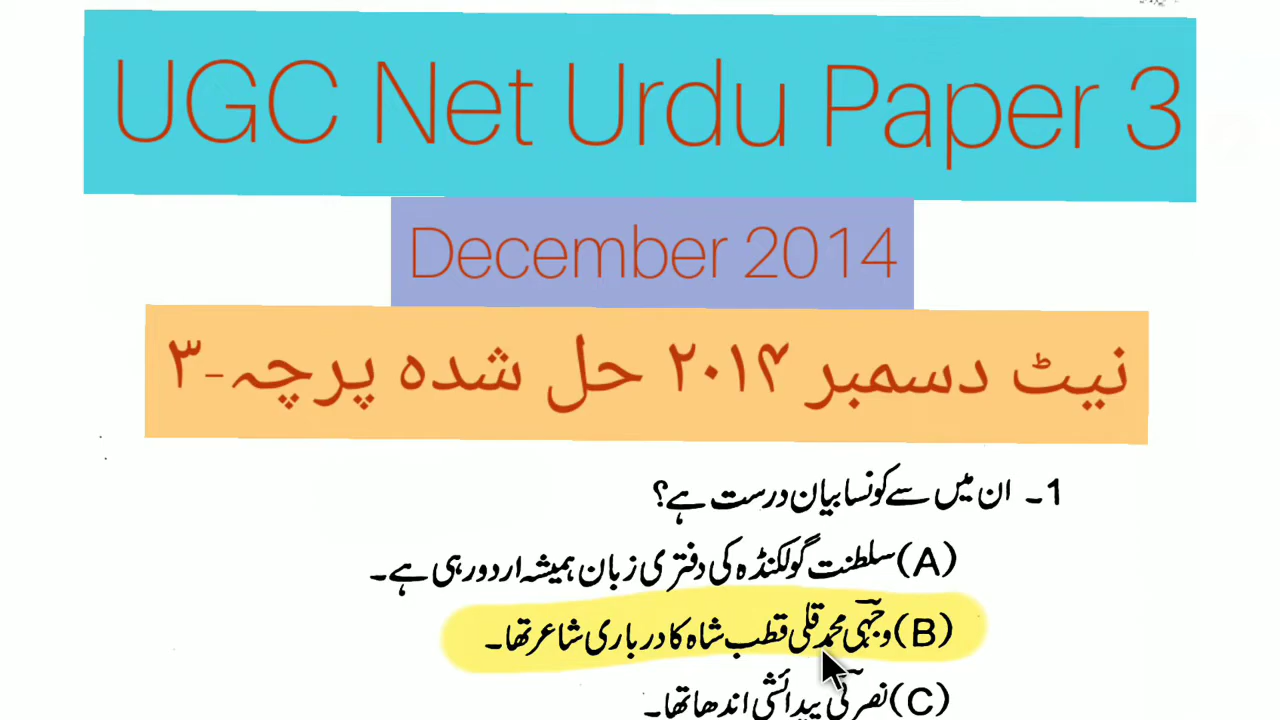 UGC Net Urdu Paper 3
December 2014
نیٹ دسمبر ۲۰۱۴ حل شدہ پرچہ-۳
1۔ ان میں سے کونسا بیان درست ہے؟
(A) سلطنت گولکنڈہ کی دفتری زبان ہمیشہ اردو رہی ہے۔
(B) وجہی محمد قلی قطب شاہ کا درباری شاعر تھا۔
(C) نصرتی پیدائشی اندھا تھا۔